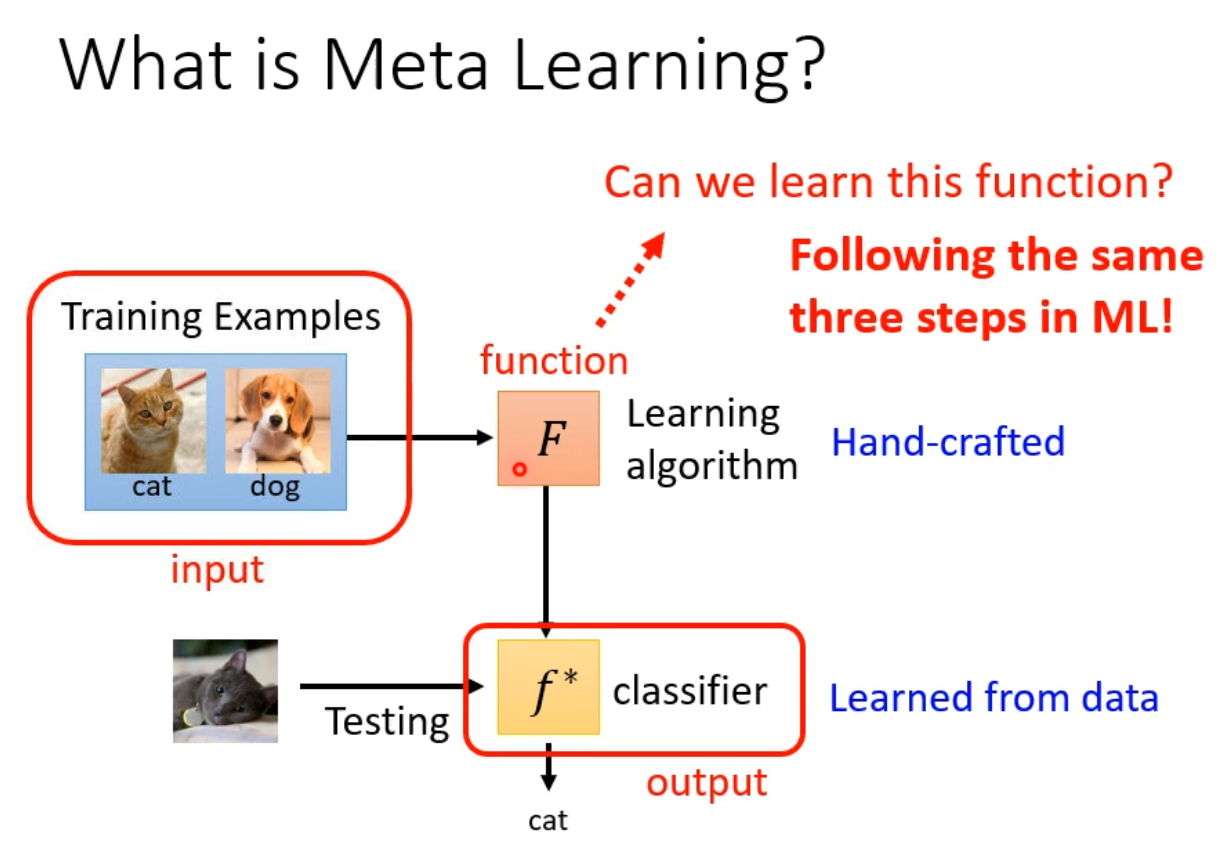 What is Meta Learning?
Can we learn this function?
Following the same
three steps in ML!
Training Examples
cat
dog
input
function
F
Learning
algorithm
Hand-crafted
Testing
f*
classifier
Learned from data
output
cat